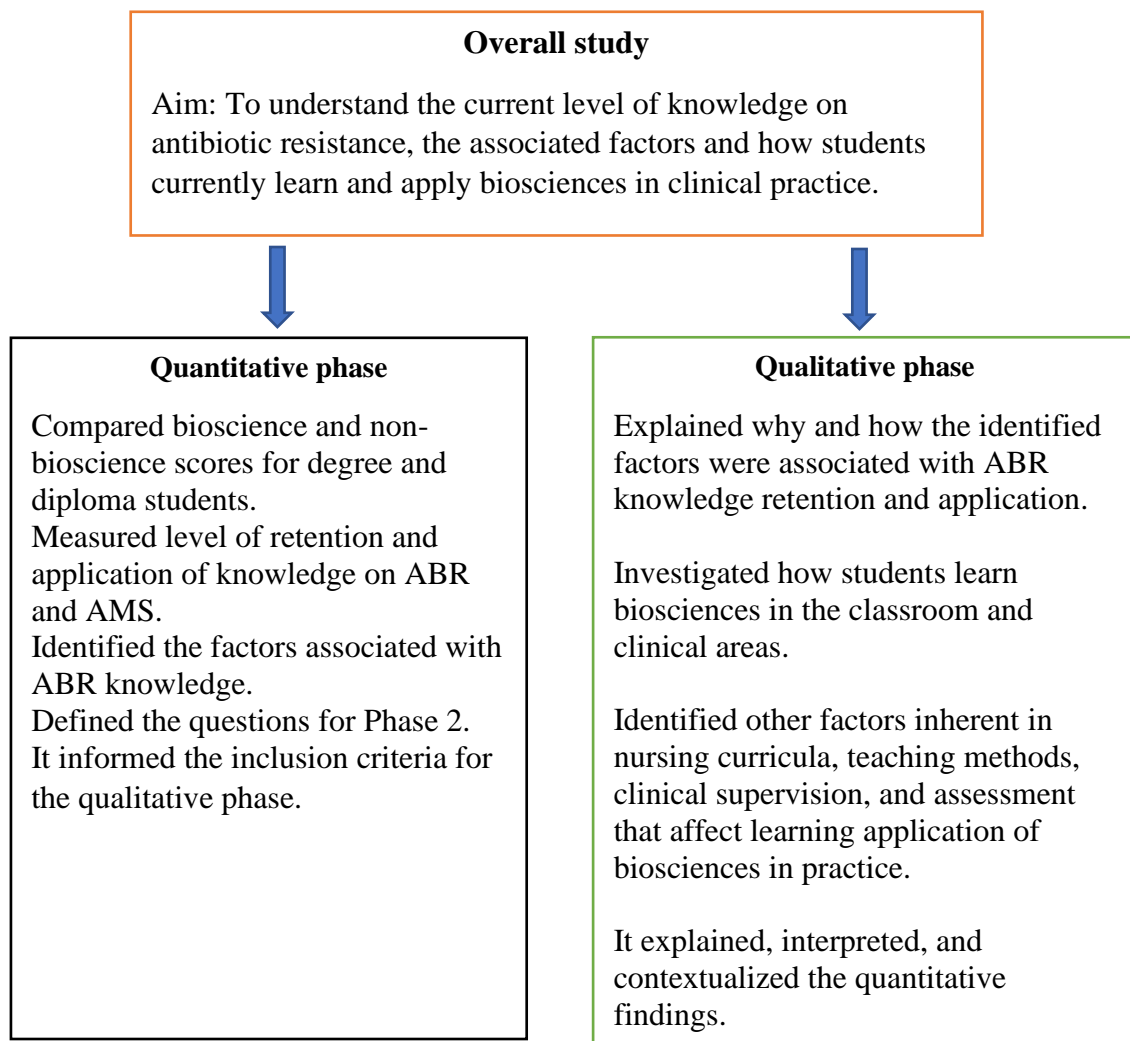 Overall study
Aim: To understand the current level of knowledge on
antibiotic resistance, the associated factors and how students
currently learn and apply biosciences in clinical practice.
Quantitative phase
Compared bioscience and non-
bioscience scores for degree and
diploma students.
Measured level of retention and
application of knowledge on ABR
and AMS.
Identified the factors associated with
ABR knowledge.
Defined the questions for Phase 2.
It informed the inclusion criteria for
the qualitative phase.
Qualitative phase
Explained why and how the identified
factors were associated with ABR
knowledge retention and application.
Investigated how students learn
biosciences in the classroom and
clinical areas.
Identified other factors inherent in
nursing curricula, teaching methods,
clinical supervision, and assessment
that affect learning application of
biosciences in practice.
It explained, interpreted, and
contextualized the quantitative
findings.